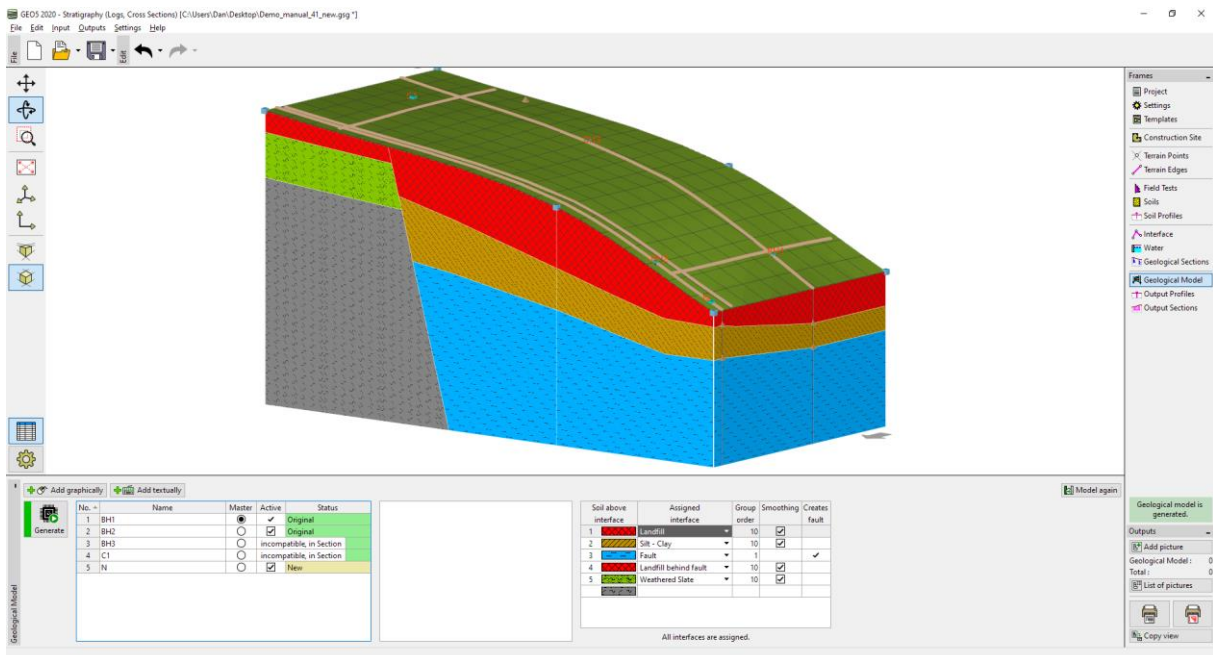 GEO5 2020 - Stratigraphy (Logs, Cross Sections) [C:\Users\Dan\Desktop\Demo_manual_41_new.gsg *]
File Edit Input Outputs Settings Help
File
Edit
Frames
Project
Settings
Templates
Construction Site
Terrain Points
Terrain Edges
Field Tests
Soils
Soil Profiles
Interface
Water
Geological Sections
Geological Model
Output Profiles
Output Sections
Add graphically Add textually Model again
Generate
No. Name Master Active Status
1 BH1 Original
2 BH2 Original
3 BH3 incompatible, in Section
4 C1 incompatible, in Section
5 N New
Soil above interface Assigned interface Group order Smoothing Creates fault
1 Landfill 10
2 Silt - Clay 10
3 Fault 1
4 Landfill behind fault 10
5 Weathered Slate 10
All interfaces are assigned.
Geological Model
Geological model is generated.
Outputs
Add picture
Geological Model : 0
Total : 0
List of pictures
Copy view